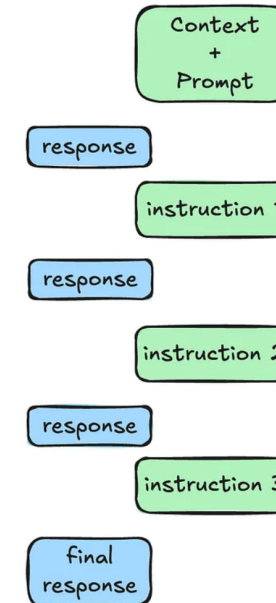 Context
+
Prompt
response
instruction 1
response
instruction 2
response
instruction 3
final
response